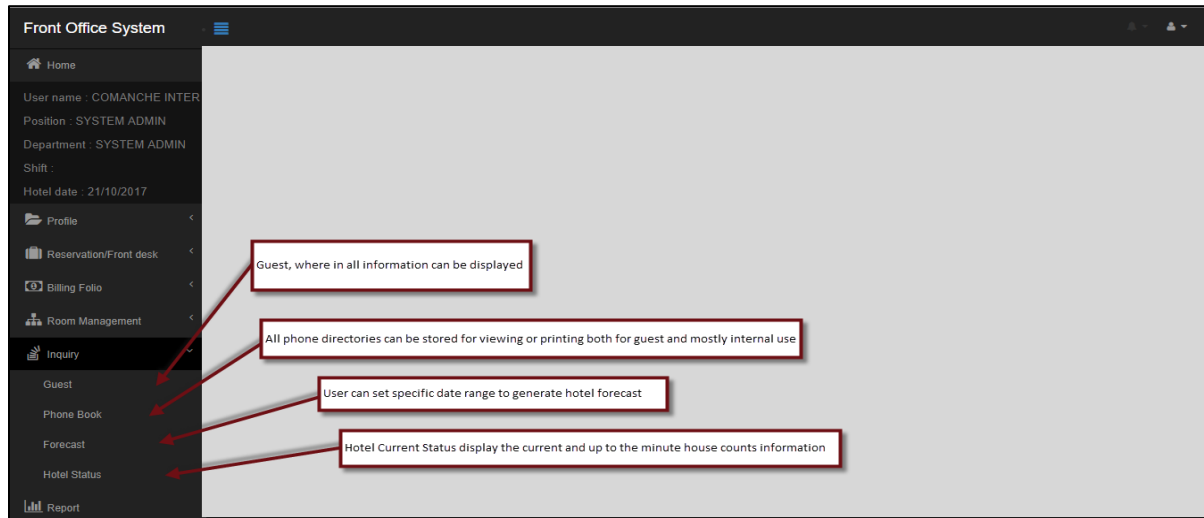 Front Office System
Home
User name : COMANCHE INTER
Position : SYSTEM ADMIN
Department : SYSTEM ADMIN
Shift :
Hotel date : 21/10/2017
Profile
Reservation/Front desk
Billing Folio
Room Management
Inquiry
Guest
Phone Book
Forecast
Hotel Status
Report
Guest, where in all information can be displayed
All phone directories can be stored for viewing or printing both for guest and mostly internal use
User can set specific date range to generate hotel forecast
Hotel Current Status display the current and up to the minute house counts information